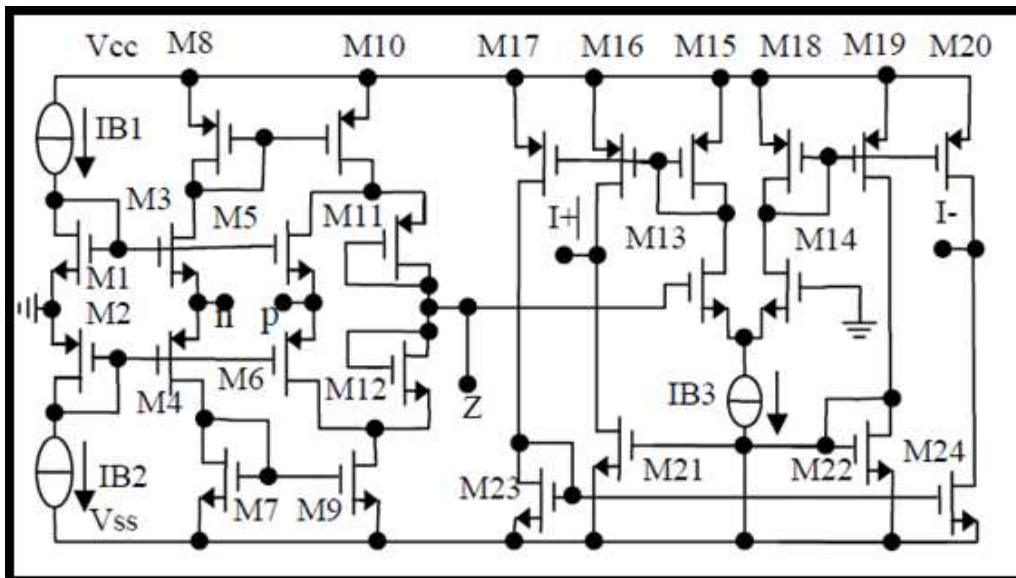 Vcc M8 M10 M17 M16 M15 M18 M19 M20
IB1
M3
M5 M11 I+ M13 M14 I-
M1
M2 n p
M4 M6 M12 Z IB3
IB2 M7 M9 M23 M21 M22 M24
Vss